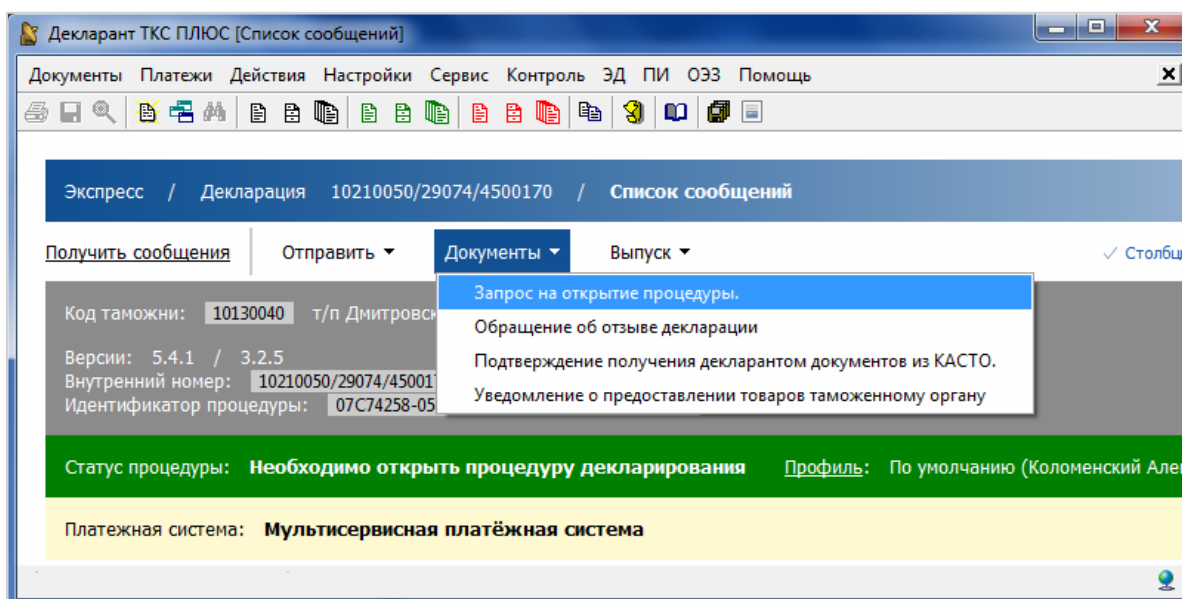 Декларант ТКС ПЛЮС [Список сообщений]
Документы Платежи Действия Настройки Сервис Контроль ЭД ПИ ОЭЗ Помощь
Экспресс / Декларация 10210050/29074/4500170 / Список сообщений
Получить сообщения Отправить Документы Выпуск Столбц
Запрос на открытие процедуры.
Обращение об отзыве декларации
Подтверждение получения декларантом документов из КАСТО.
Уведомление о предоставлении товаров таможенному органу
Код таможни: 10130040 т/п Дмитровск
Версии: 5.4.1 / 3.2.5
Внутренний номер: 10210050/29074/45001
Идентификатор процедуры: 07C74258-05
Статус процедуры: Необходимо открыть процедуру декларирования Профиль: По умолчанию (Коломенский Але
Платежная система: Мультисервисная платёжная система